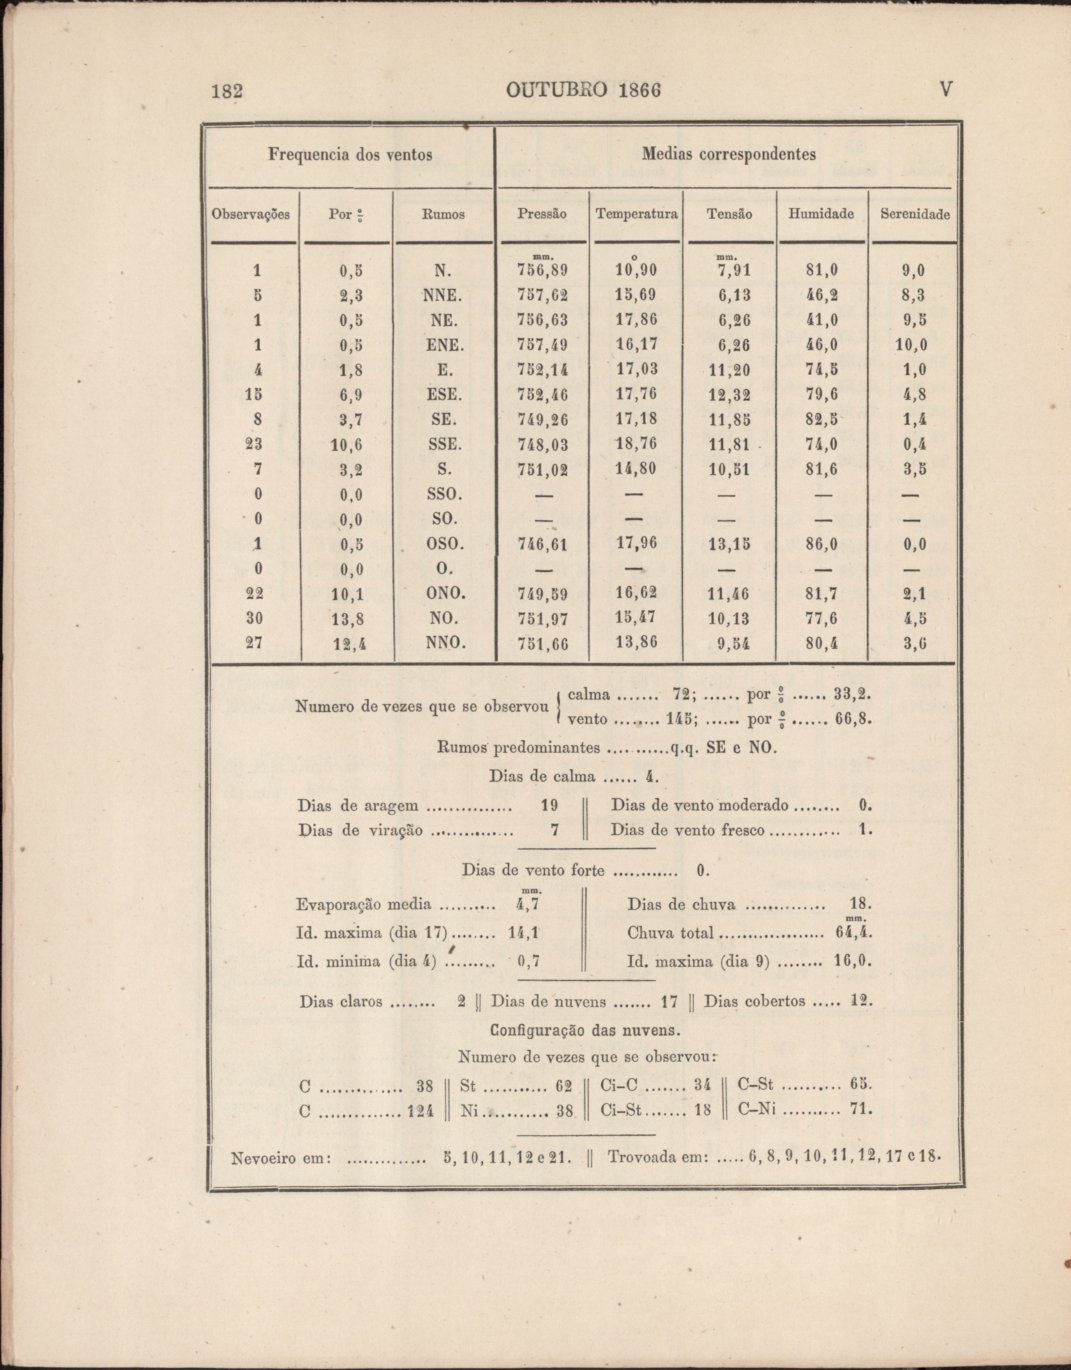 182 OUTUBRO 1866 V
Frequencia dos ventos Medias correspondentes
Observações Por % Rumos Pressão Temperatura Tensão Humidade Serenidade
mm. o mm.
1 0,5 N. 756,89 10,90 7,91 81,0 9,0
5 2,3 NNE. 757,62 15,69 6,13 46,2 8,3
1 0,5 NE. 756,63 17,86 6,26 41,0 9,5
1 0,5 ENE. 757,49 16,17 6,26 46,0 10,0
4 1,8 E. 752,14 17,03 11,20 74,5 1,0
15 6,9 ESE. 752,46 17,76 12,32 79,6 4,8
8 3,7 SE. 749,26 17,18 11,85 82,5 1,4
23 10,6 SSE. 748,03 18,76 11,81 74,0 0,4
7 3,2 S. 751,02 14,80 10,51 81,6 3,5
0 0,0 SSO. — — — — —
0 0,0 SO. — — — — —
1 0,5 OSO. 746,61 17,96 13,15 86,0 0,0
0 0,0 O. — — — — —
22 10,1 ONO. 749,59 16,62 11,46 81,7 2,1
30 13,8 NO. 751,97 15,47 10,13 77,6 4,5
27 12,4 NNO. 751,66 13,86 9,54 80,4 3,6
Numero de vezes que se observou { calma ....... 72; ...... por % ...... 33,2.
vento ........ 145; ...... por % ...... 66,8.
Rumos predominantes .... ......q.q. SE e NO.
Dias de calma ...... 4.
Dias de aragem ............... 19 || Dias de vento moderado ........ 0.
Dias de viração ............... 7 || Dias de vento fresco ............ 1.
Dias de vento forte ............ 0.
mm.
Evaporação media .......... 4,7 || Dias de chuva .............. 18.
mm.
Id. maxima (dia 17) ........ 14,1 Chuva total ................... 64,4.
Id. minima (dia 4) ......... 0,7 Id. maxima (dia 9) ........ 16,0.
Dias claros ........ 2 || Dias de nuvens ....... 17 || Dias cobertos ..... 12.
Configuração das nuvens.
Numero de vezes que se observou:
C .............. 38 || St ........... 62 || Ci–C ....... 34 || C–St .......... 65.
C .............. 124 || Ni ............ 38 || Ci–St ....... 18 || C–Ni .......... 71.
Nevoeiro em: .............. 5, 10, 11, 12 e 21. || Trovoada em: ..... 6, 8, 9, 10, 11, 12, 17 e 18.